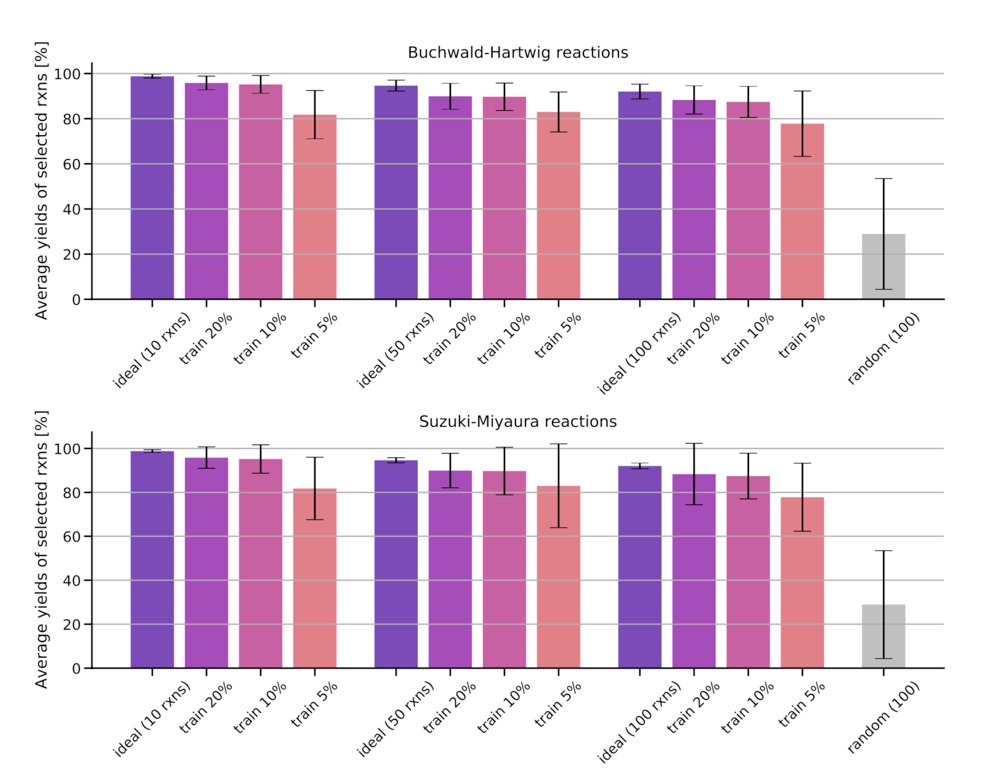 Buchwald-Hartwig reactions
Average yields of selected rxns [%]
100
80
60
40
20
0
ideal (10 rxns)
train 20%
train 10%
train 5%
ideal (50 rxns)
train 20%
train 10%
train 5%
ideal (100 rxns)
train 20%
train 10%
train 5%
random (100)
Suzuki-Miyaura reactions
Average yields of selected rxns [%]
100
80
60
40
20
0
ideal (10 rxns)
train 20%
train 10%
train 5%
ideal (50 rxns)
train 20%
train 10%
train 5%
ideal (100 rxns)
train 20%
train 10%
train 5%
random (100)